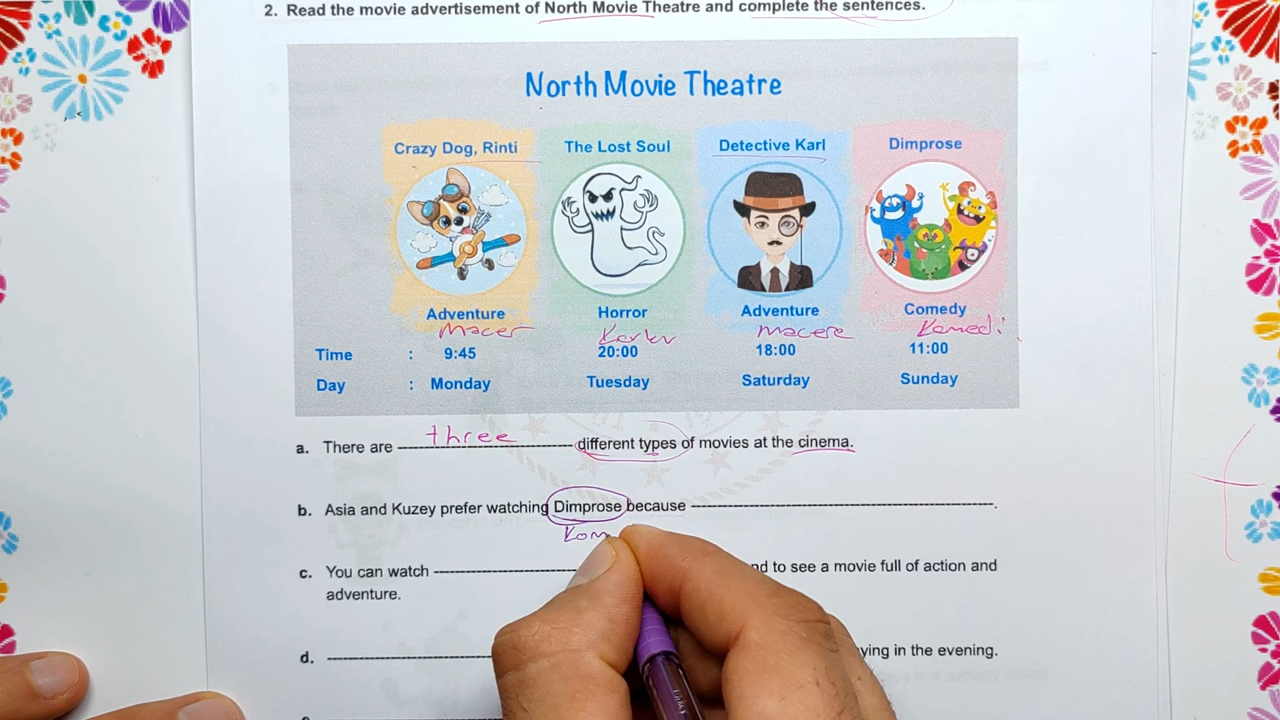 2. Read the movie advertisement of North Movie Theatre and complete the sentences.
North Movie Theatre
Crazy Dog, Rinti The Lost Soul Detective Karl Dimprose
Adventure Horror Adventure Comedy
Macer Korku macera Komedi
Time : 9:45 20:00 18:00 11:00
Day : Monday Tuesday Saturday Sunday
a. There are three different types of movies at the cinema.
b. Asia and Kuzey prefer watching Dimprose because .
Kom
c. You can watch to see a movie full of action and
adventure.
d. in the evening.